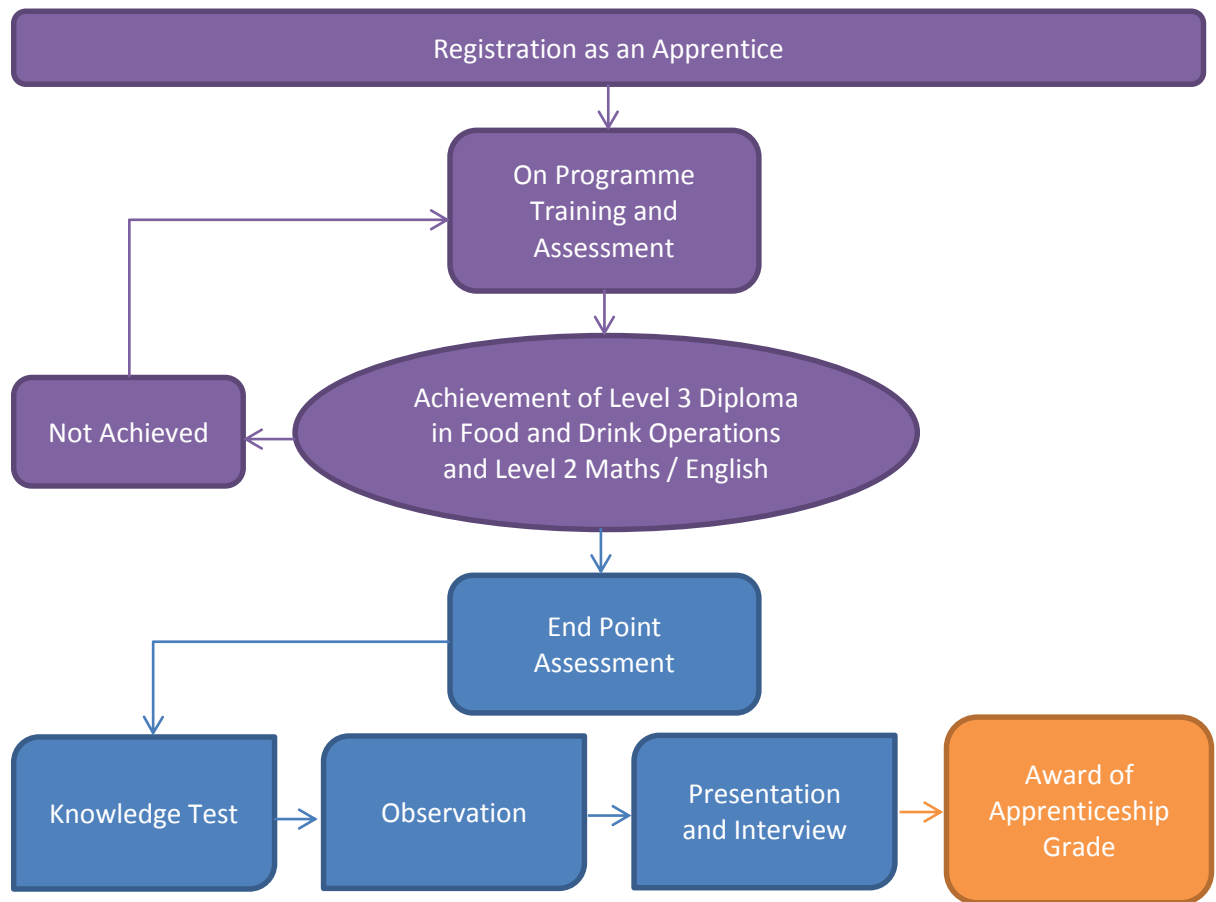 Registration as an Apprentice
On Programme
Training and
Assessment
Achievement of Level 3 Diploma
in Food and Drink Operations
and Level 2 Maths / English
Not Achieved
End Point
Assessment
Knowledge Test
Observation
Presentation
and Interview
Award of
Apprenticeship
Grade